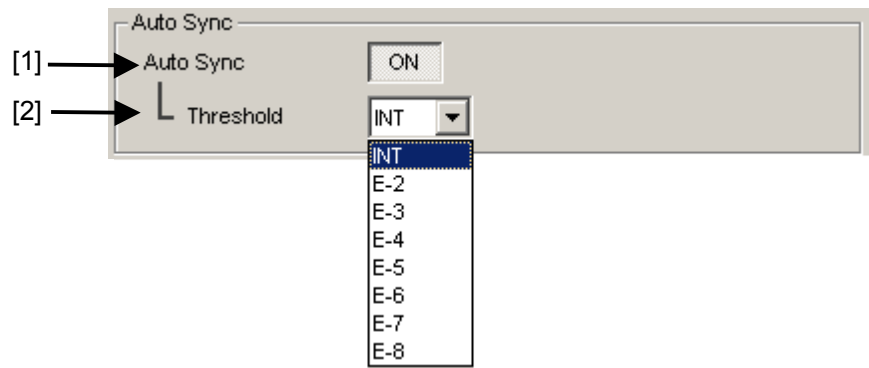 Auto Sync
[1] Auto Sync ON
[2] Threshold INT
INT
E-2
E-3
E-4
E-5
E-6
E-7
E-8